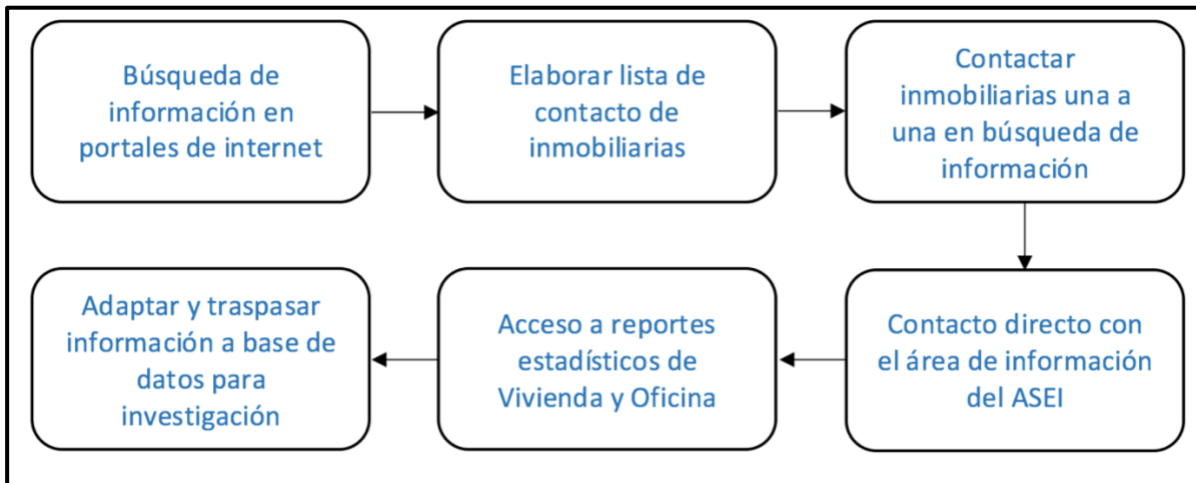 Búsqueda de
información en
portales de internet
Elaborar lista de
contacto de
inmobiliarias
Contactar
inmobiliarias una a
una en búsqueda de
información
Contacto directo con
el área de información
del ASEI
Acceso a reportes
estadísticos de
Vivienda y Oficina
Adaptar y traspasar
información a base de
datos para
investigación